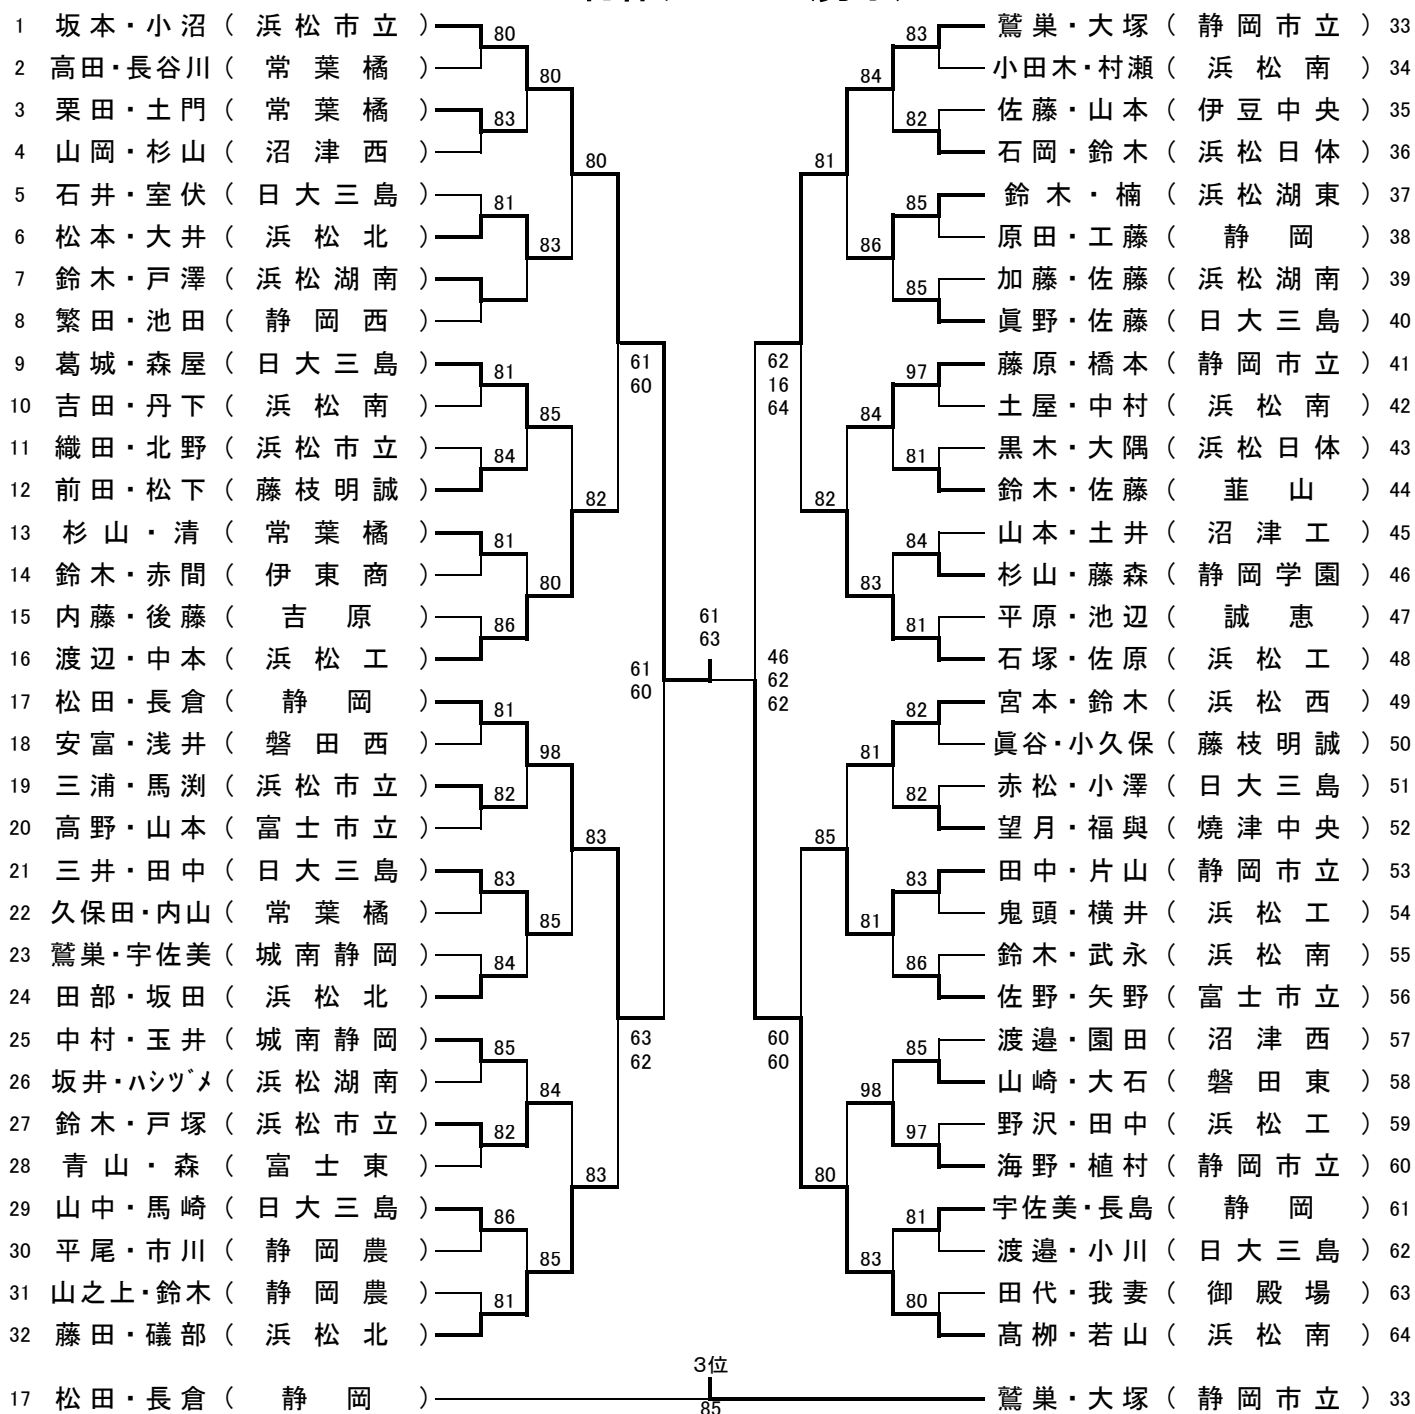 1 坂本・小沼 ( 浜松市立 )
2 高田・長谷川 ( 常葉橘 )
3 栗田・土門 ( 常葉橘 )
4 山岡・杉山 ( 沼津西 )
5 石井・室伏 ( 日大三島 )
6 松本・大井 ( 浜松北 )
7 鈴木・戸澤 ( 浜松湖南 )
8 繁田・池田 ( 静岡西 )
9 葛城・森屋 ( 日大三島 )
10 吉田・丹下 ( 浜松南 )
11 織田・北野 ( 浜松市立 )
12 前田・松下 ( 藤枝明誠 )
13 杉山・清 ( 常葉橘 )
14 鈴木・赤間 ( 伊東商 )
15 内藤・後藤 ( 吉原 )
16 渡辺・中本 ( 浜松工 )
17 松田・長倉 ( 静岡 )
18 安富・浅井 ( 磐田西 )
19 三浦・馬渕 ( 浜松市立 )
20 高野・山本 ( 富士市立 )
21 三井・田中 ( 日大三島 )
22 久保田・内山 ( 常葉橘 )
23 鷲巣・宇佐美 ( 城南静岡 )
24 田部・坂田 ( 浜松北 )
25 中村・玉井 ( 城南静岡 )
26 坂井・ハシヅメ ( 浜松湖南 )
27 鈴木・戸塚 ( 浜松市立 )
28 青山・森 ( 富士東 )
29 山中・馬崎 ( 日大三島 )
30 平尾・市川 ( 静岡農 )
31 山之上・鈴木 ( 静岡農 )
32 藤田・礒部 ( 浜松北 )
80
83
81
81
84
81
86
81
82
83
84
85
82
86
81
80
83
85
80
98
85
84
85
80
82
83
83
61
60
63
62
61
60
61
63
46
62
62
62
16
64
60
60
81
82
85
80
84
86
84
83
81
81
98
83
83
82
85
85
97
81
84
81
82
82
83
86
85
97
81
80
鷲巣・大塚 ( 静岡市立 ) 33
小田木・村瀬 ( 浜松南 ) 34
佐藤・山本 ( 伊豆中央 ) 35
石岡・鈴木 ( 浜松日体 ) 36
鈴木・楠 ( 浜松湖東 ) 37
原田・工藤 ( 静岡 ) 38
加藤・佐藤 ( 浜松湖南 ) 39
眞野・佐藤 ( 日大三島 ) 40
藤原・橋本 ( 静岡市立 ) 41
土屋・中村 ( 浜松南 ) 42
黒木・大隅 ( 浜松日体 ) 43
鈴木・佐藤 ( 韮山 ) 44
山本・土井 ( 沼津工 ) 45
杉山・藤森 ( 静岡学園 ) 46
平原・池辺 ( 誠恵 ) 47
石塚・佐原 ( 浜松工 ) 48
宮本・鈴木 ( 浜松西 ) 49
眞谷・小久保 ( 藤枝明誠 ) 50
赤松・小澤 ( 日大三島 ) 51
望月・福與 ( 焼津中央 ) 52
田中・片山 ( 静岡市立 ) 53
鬼頭・横井 ( 浜松工 ) 54
鈴木・武永 ( 浜松南 ) 55
佐野・矢野 ( 富士市立 ) 56
渡邉・園田 ( 沼津西 ) 57
山崎・大石 ( 磐田東 ) 58
野沢・田中 ( 浜松工 ) 59
海野・植村 ( 静岡市立 ) 60
宇佐美・長島 ( 静岡 ) 61
渡邉・小川 ( 日大三島 ) 62
田代・我妻 ( 御殿場 ) 63
髙栁・若山 ( 浜松南 ) 64
3位
17 松田・長倉 ( 静岡 )
85
鷲巣・大塚 ( 静岡市立 ) 33